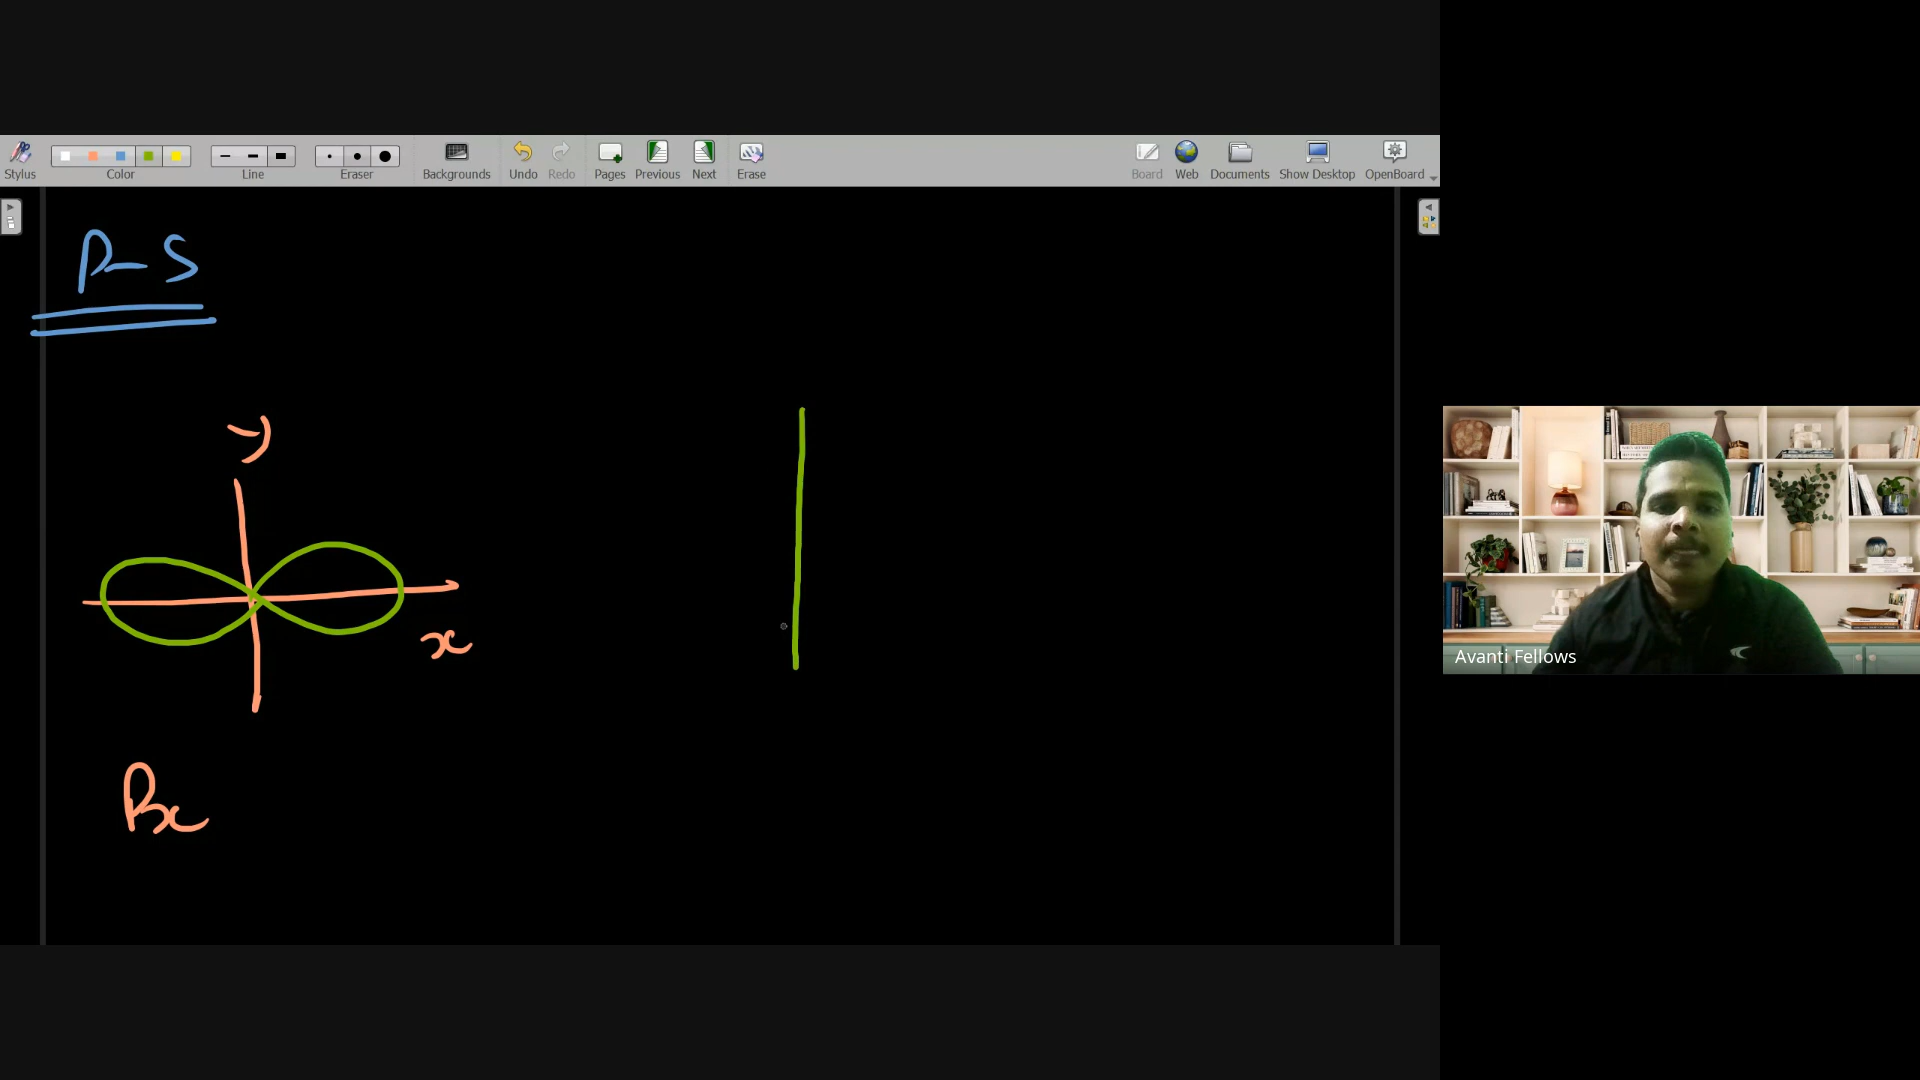 Stylus Color Line Eraser Backgrounds Undo Redo Pages Previous Next Erase Board Web Documents Show Desktop OpenBoard
P-S
y
x
Px
Avanti Fellows